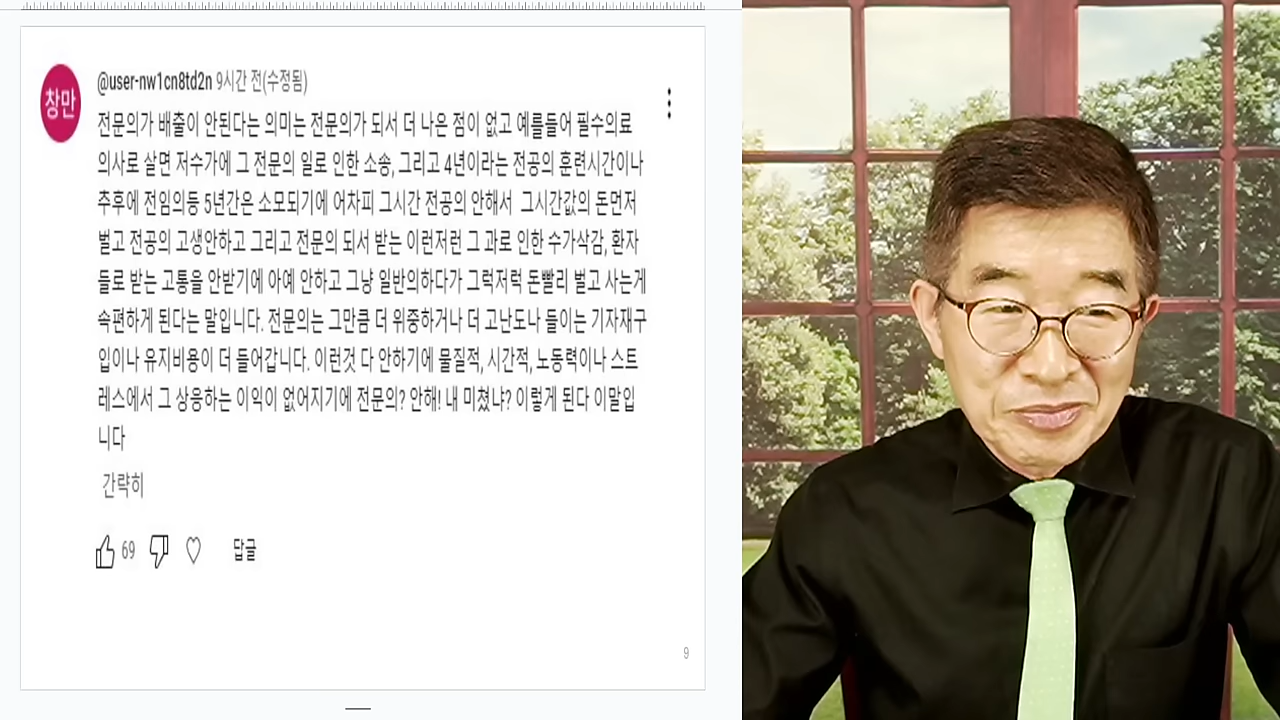 창만
@user-nw1cn8td2n 9시간 전(수정됨)
전문의가 배출이 안된다는 의미는 전문의가 되서 더 나은 점이 없고 예를들어 필수의료
의사로 살면 저수가에 그 전문의 일로 인한 소송, 그리고 4년이라는 전공의 훈련시간이나
추후에 전임의등 5년간은 소모되기에 어차피 그시간 전공의 안해서 그시간값의 돈먼저
벌고 전공의 고생안하고 그리고 전문의 되서 받는 이런저런 그 과로 인한 수가삭감, 환자
들로 받는 고통을 안받기에 아예 안하고 그냥 일반의하다가 그럭저럭 돈빨리 벌고 사는게
속편하게 된다는 말입니다. 전문의는 그만큼 더 위중하거나 더 고난도나 들이는 기자재구
입이나 유지비용이 더 들어갑니다. 이런것 다 안하기에 물질적, 시간적, 노동력이나 스트
레스에서 그 상응하는 이익이 없어지기에 전문의? 안해! 내 미쳤냐? 이렇게 된다 이말입
니다
간략히
69 답글
9